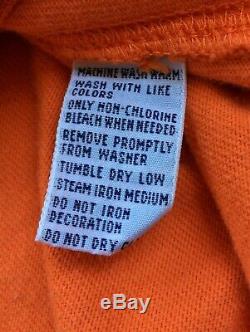 MACHINE WASH WARM
WASH WITH LIKE
COLORS
ONLY NON-CHLORINE
BLEACH WHEN NEEDED
REMOVE PROMPTLY
FROM WASHER
TUMBLE DRY LOW
STEAM IRON MEDIUM
DO NOT IRON
DECORATION
DO NOT DRY